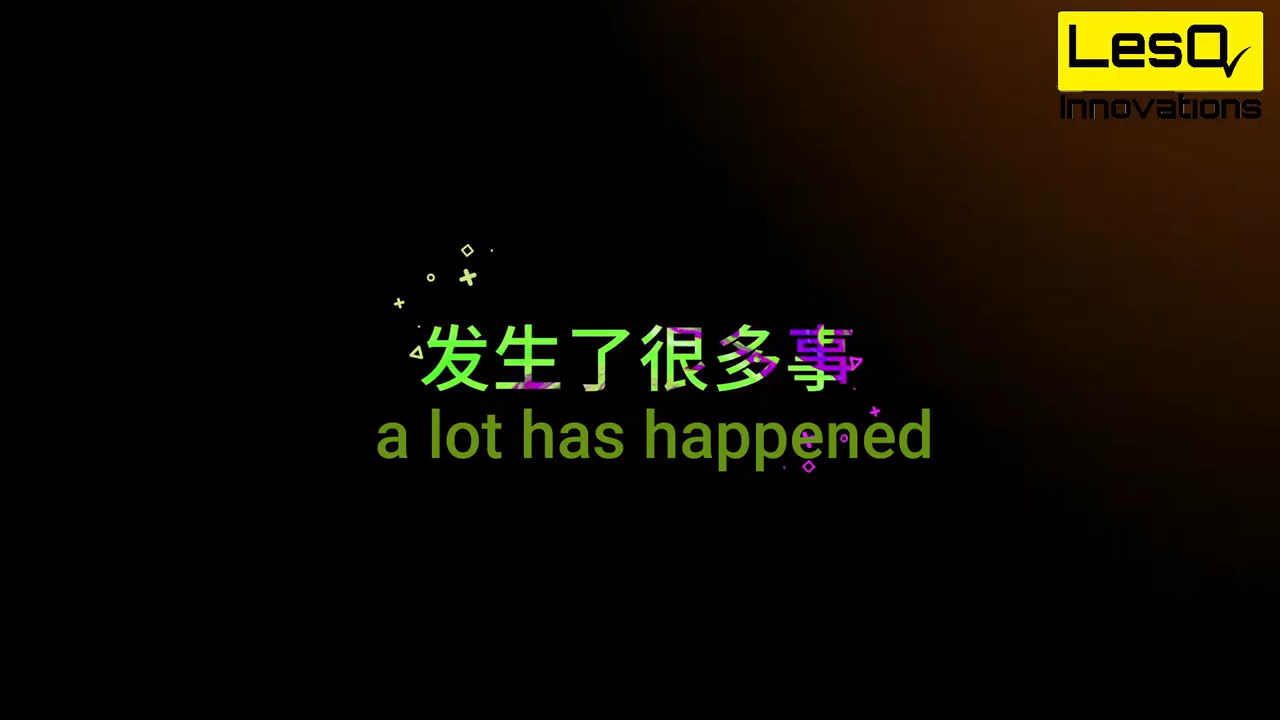 LesQ
Innovations
发生了很多事
a lot has happened